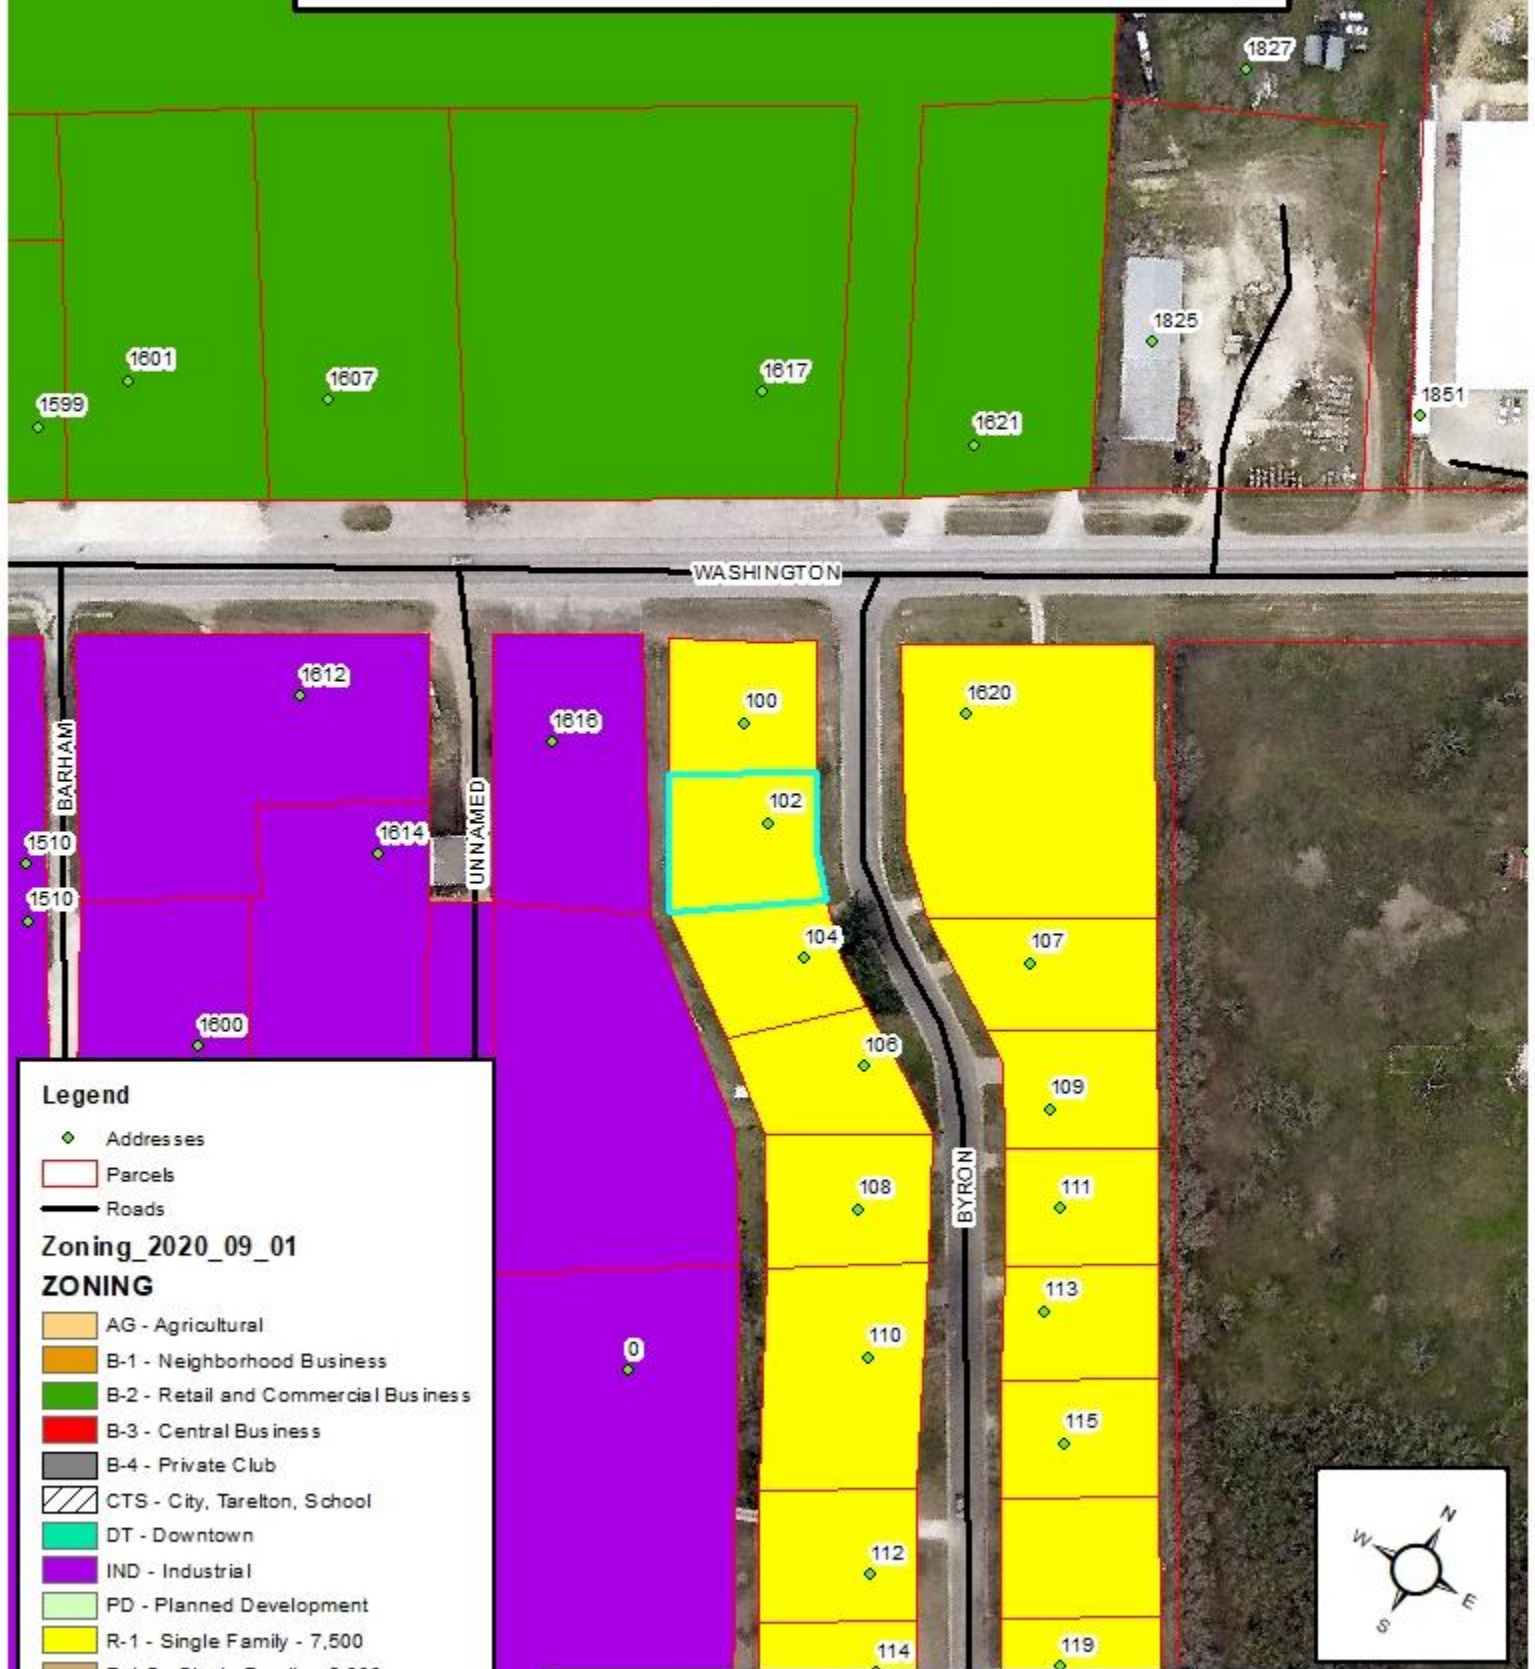 1827
1825
1851
1601
1607
1617
1599
1621
WASHINGTON
1612
1616
100
1620
BARHAM
UNNAMED
102
1614
1510
1510
104
107
1600
106
109
BYRON
108
111
113
110
0
115
112
114
119
Legend
Addresses
Parcels
Roads
Zoning_2020_09_01
ZONING
AG - Agricultural
B-1 - Neighborhood Business
B-2 - Retail and Commercial Business
B-3 - Central Business
B-4 - Private Club
CTS - City, Tarelton, School
DT - Downtown
IND - Industrial
PD - Planned Development
R-1 - Single Family - 7,500
N
W
E
S